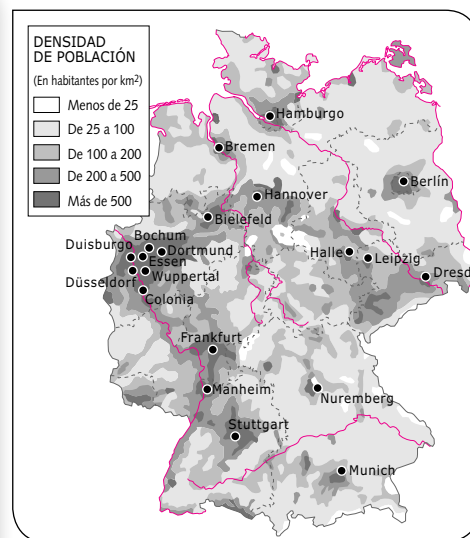 DENSIDAD
DE POBLACIÓN
(En habitantes por km2)
Menos de 25
De 25 a 100
De 100 a 200
De 200 a 500
Más de 500
Hamburgo
Bremen
Berlín
Hannover
Bielefeld
Bochum
Duisburgo
Dortmund
Essen
Halle
Leipzig
Wuppertal
Dresd
Düsseldorf
Colonia
Frankfurt
Manheim
Nuremberg
Stuttgart
Munich